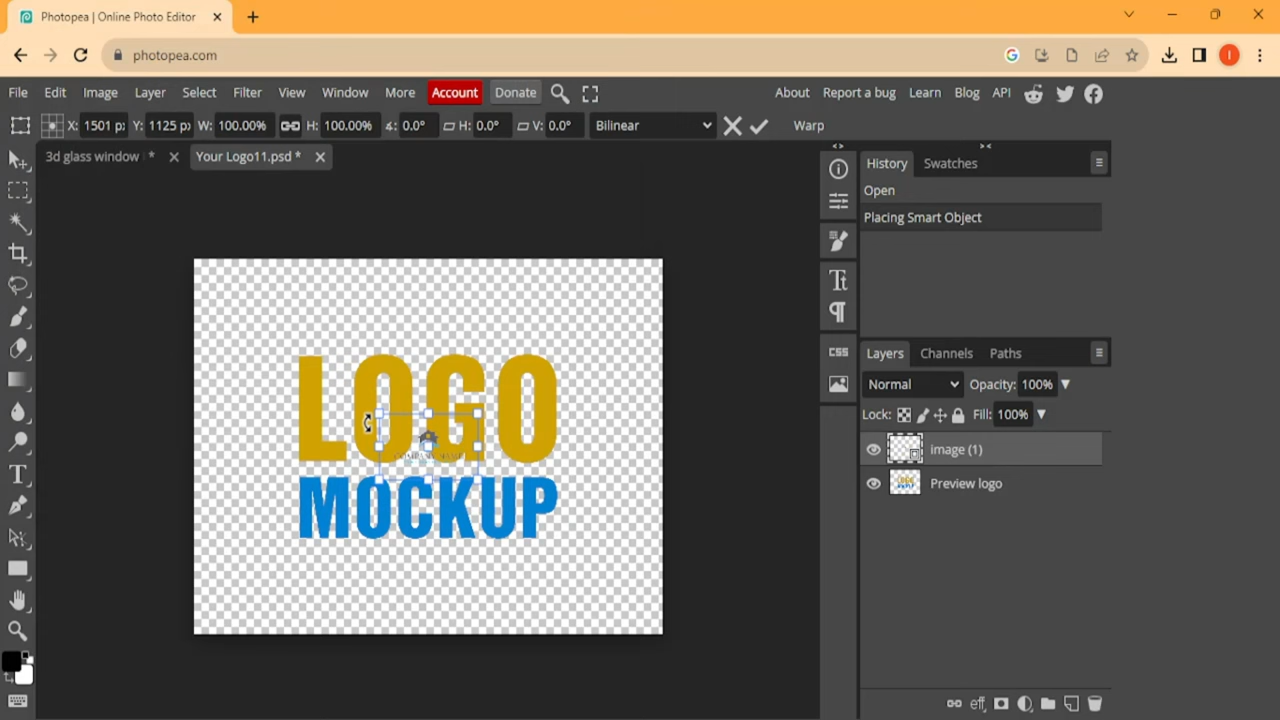 Photopea | Online Photo Editor
photopea.com
File Edit Image Layer Select Filter View Window More Account Donate About Report a bug Learn Blog API
X: 1501 p Y: 1125 p W: 100.00% H: 100.00% 0.0° H: 0.0° V: 0.0° Bilinear Warp
3d glass window * Your Logo11.psd *
History Swatches
Open
Placing Smart Object
LOGO
COMPANY NAME
MOCKUP
CSS
Layers Channels Paths
Normal Opacity: 100%
Lock: Fill: 100%
image (1)
Preview logo
eff